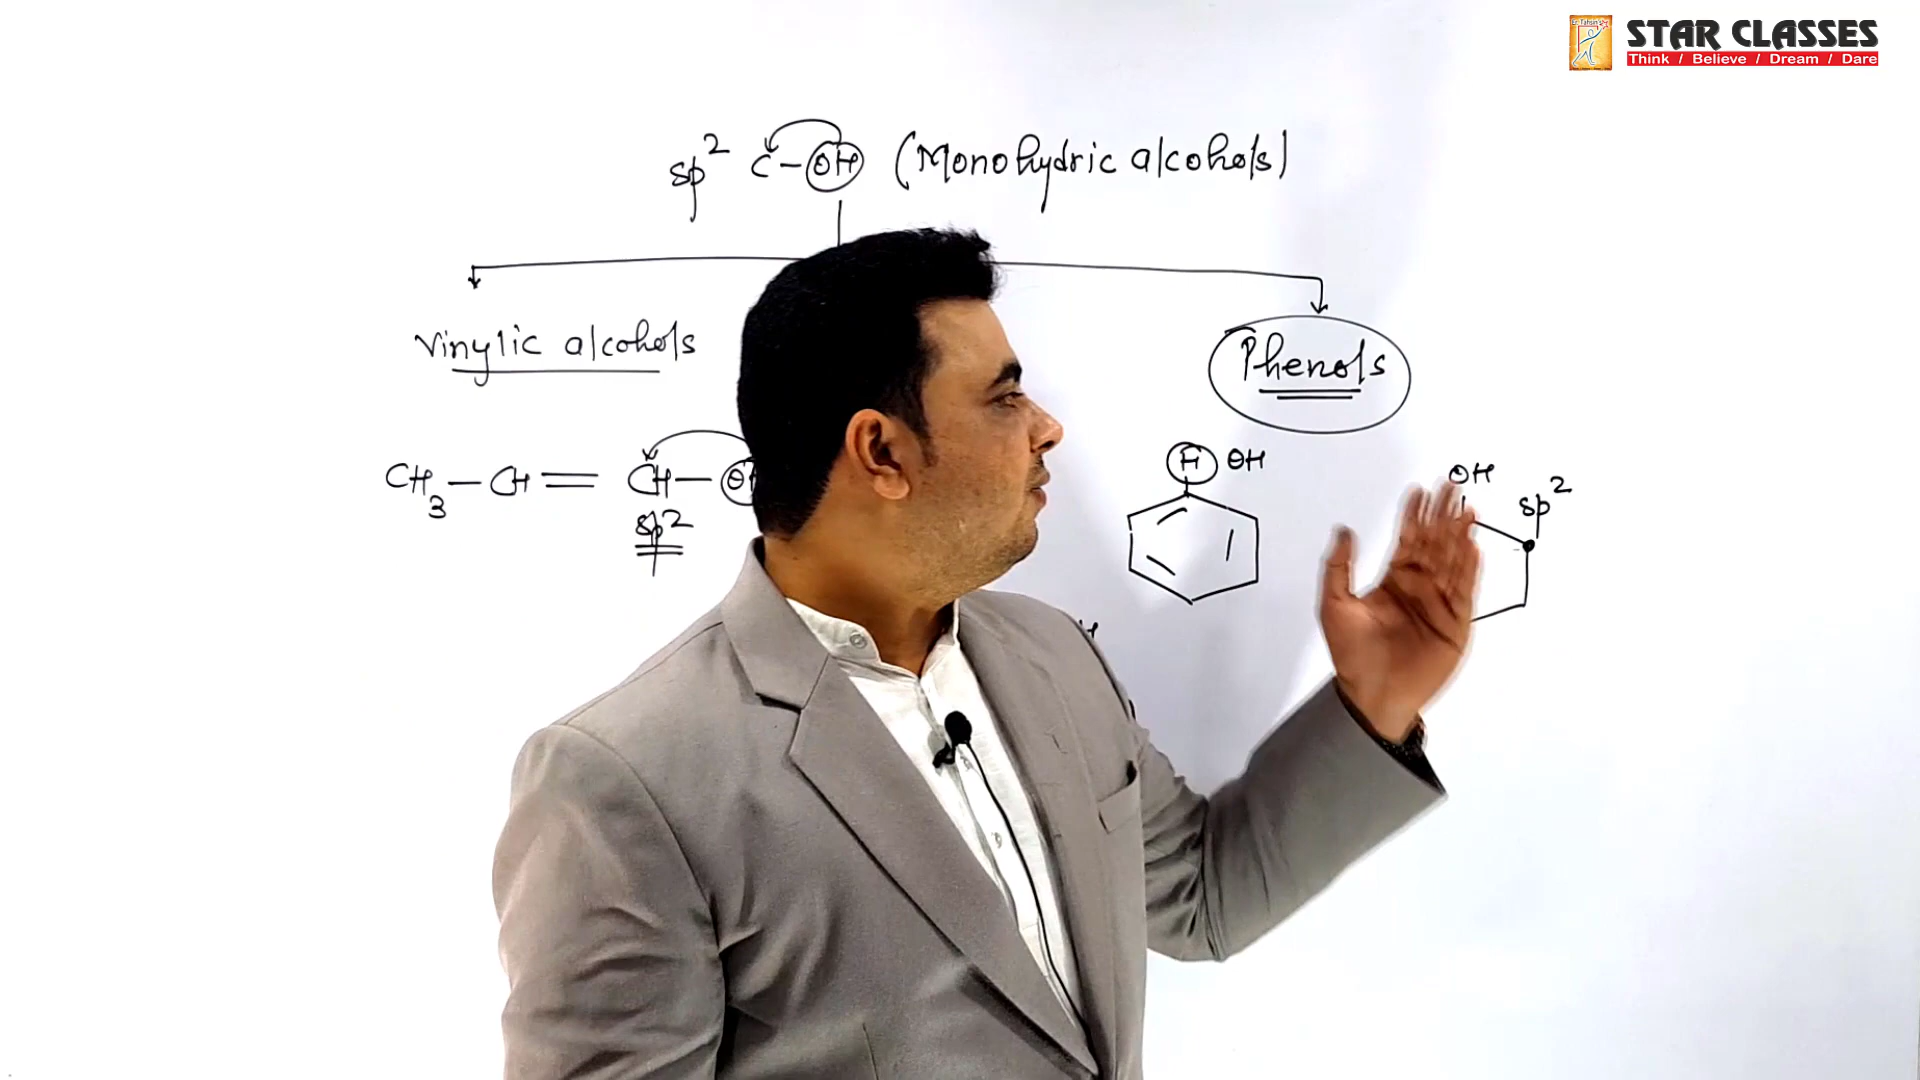 STAR CLASSES
Think / Believe / Dream / Dare
sp² C-OH (Monohydric alcohols)
Vinylic alcohols
Phenols
CH₃-CH=CH-OH
sp²
H OH
OH
sp²